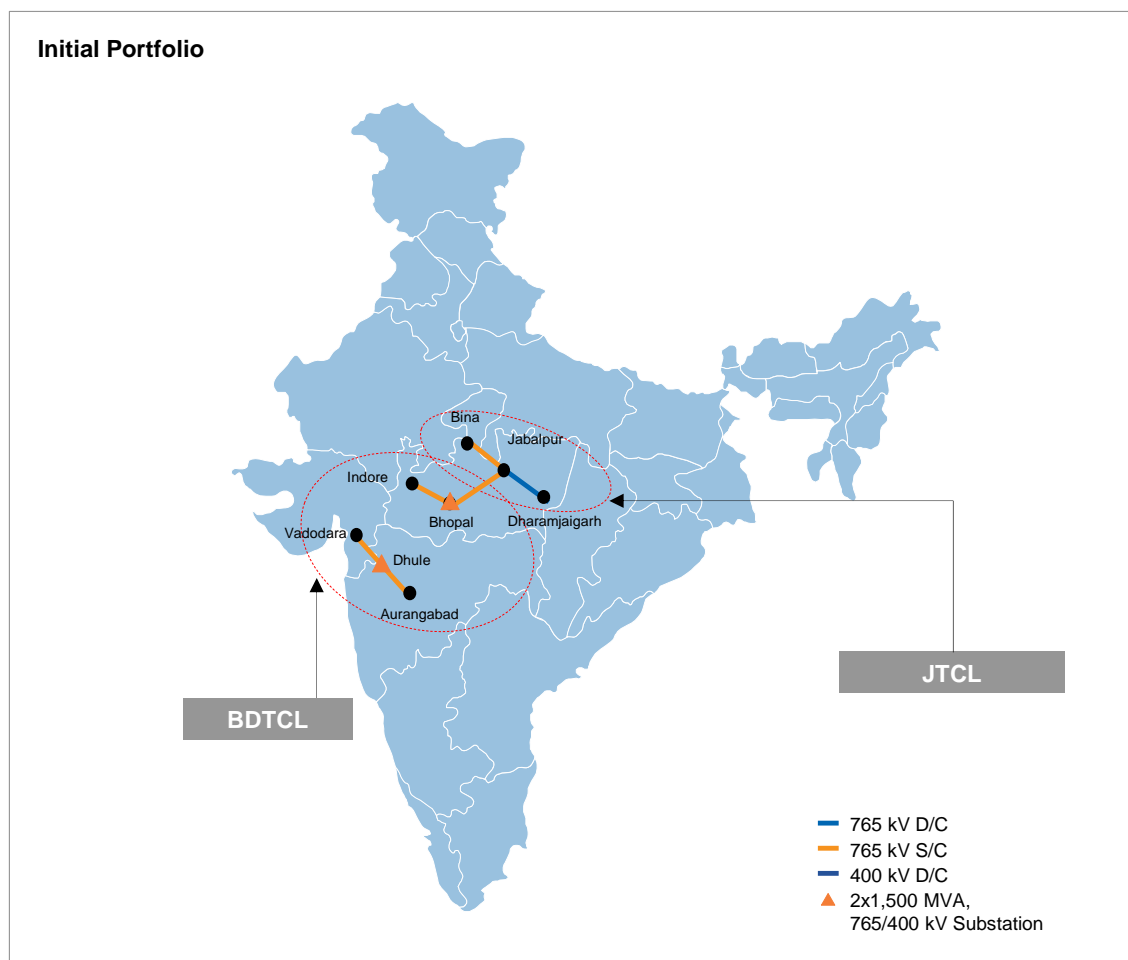 Initial Portfolio
Bina
Jabalpur
Indore
Bhopal
Dharamjaigarh
Vadodara
Dhule
Aurangabad
JTCL
BDTCL
765 kV D/C
765 kV S/C
400 kV D/C
2x1,500 MVA,
765/400 kV Substation